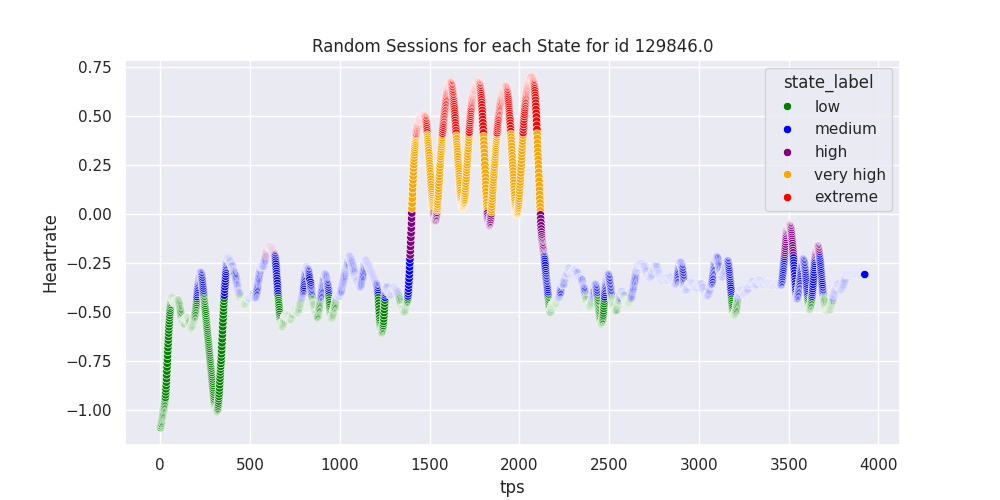 Random Sessions for each State for id 129846.0
Heartrate
0.75
0.50
0.25
0.00
−0.25
−0.50
−0.75
−1.00
state_label
low
medium
high
very high
extreme
0 500 1000 1500 2000 2500 3000 3500 4000
tps